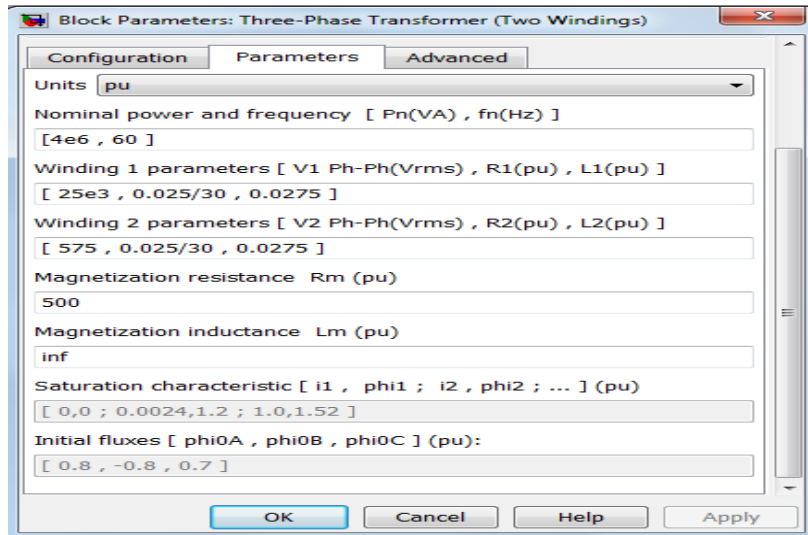 Block Parameters: Three-Phase Transformer (Two Windings)
Configuration Parameters Advanced
Units pu
Nominal power and frequency [ Pn(VA) , fn(Hz) ]
[4e6 , 60 ]
Winding 1 parameters [ V1 Ph-Ph(Vrms) , R1(pu) , L1(pu) ]
[ 25e3 , 0.025/30 , 0.0275 ]
Winding 2 parameters [ V2 Ph-Ph(Vrms) , R2(pu) , L2(pu) ]
[ 575 , 0.025/30 , 0.0275 ]
Magnetization resistance Rm (pu)
500
Magnetization inductance Lm (pu)
inf
Saturation characteristic [ i1 , phi1 ; i2 , phi2 ; ... ] (pu)
[ 0,0 ; 0.0024,1.2 ; 1.0,1.52 ]
Initial fluxes [ phi0A , phi0B , phi0C ] (pu):
[ 0.8 , -0.8 , 0.7 ]
OK Cancel Help Apply